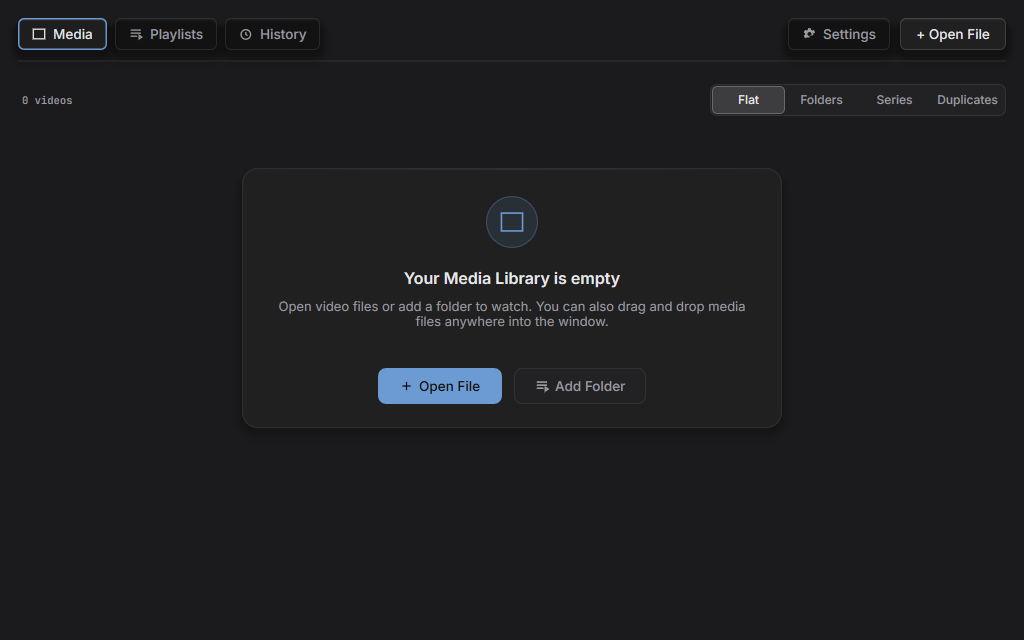 Media
Playlists
History
Settings
+ Open File
0 videos
Flat
Folders
Series
Duplicates
Your Media Library is empty
Open video files or add a folder to watch. You can also drag and drop media
files anywhere into the window.
+ Open File
Add Folder